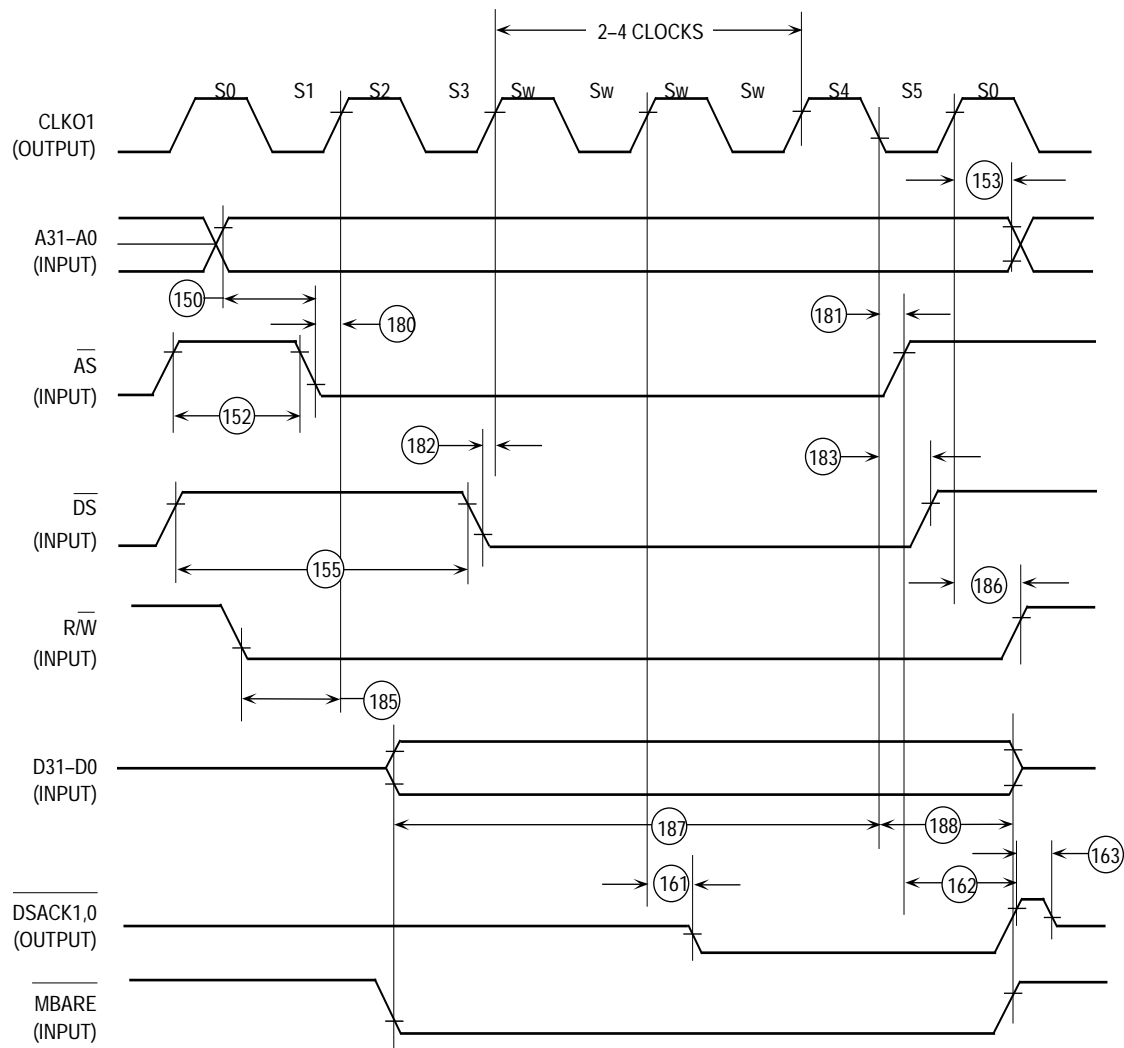 2–4 CLOCKS
S0 S1 S2 S3 Sw Sw Sw Sw S4 S5 S0
CLKO1
(OUTPUT)
153
A31–A0
(INPUT)
150
180
181
AS
(INPUT)
152
182
183
DS
(INPUT)
155
186
R/W
(INPUT)
185
D31–D0
(INPUT)
187
188
163
161
162
DSACK1,0
(OUTPUT)
MBARE
(INPUT)